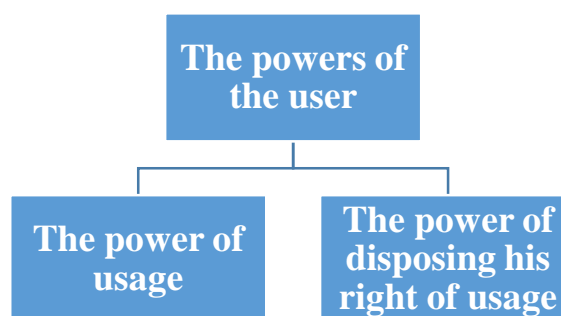 The powers of
the user
The power of
usage
The power of
disposing his
right of usage